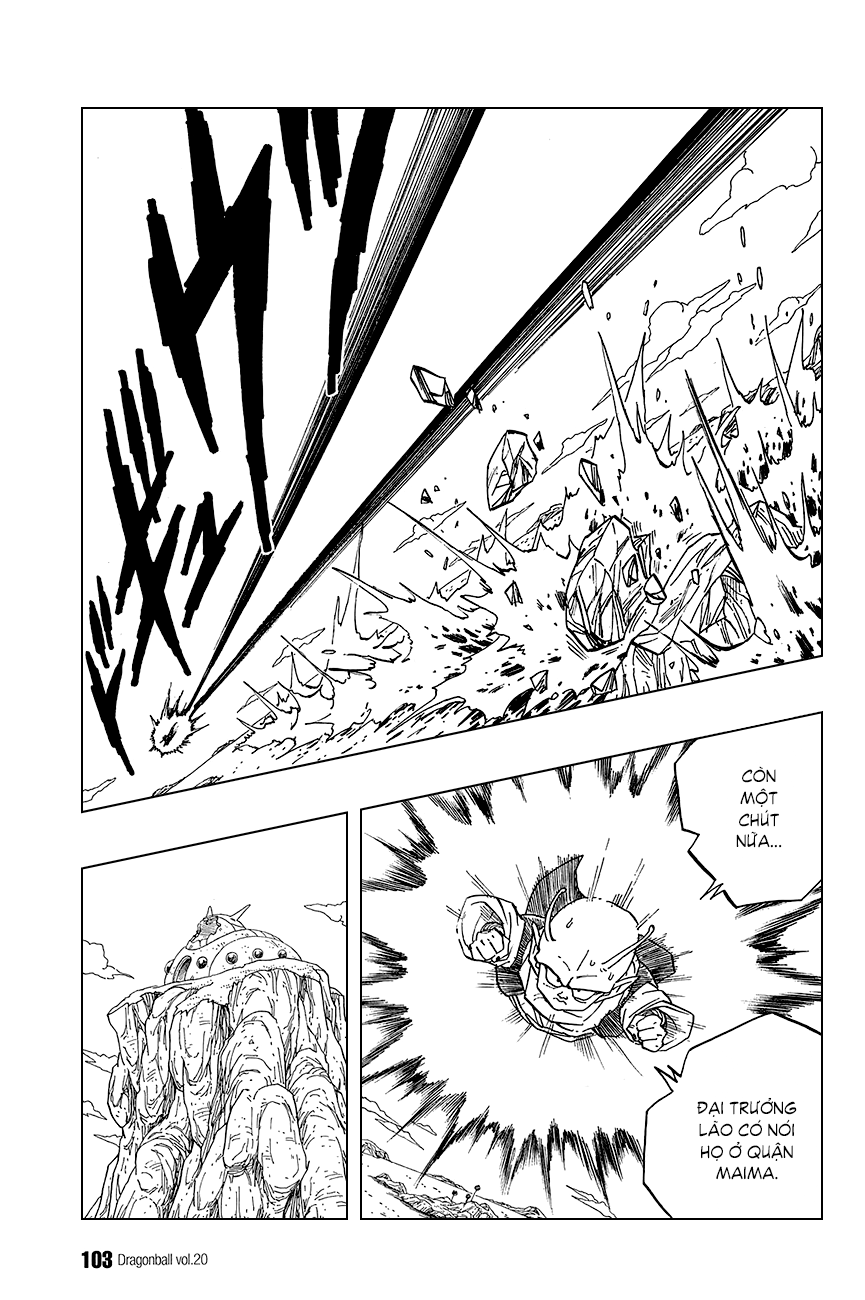 CÒN
MỘT
CHÚT
NỮA...
ĐẠI TRƯỞNG
LÃO CÓ NÓI
HỌ Ở QUẬN
MAIMA.
103 Dragonball vol.20